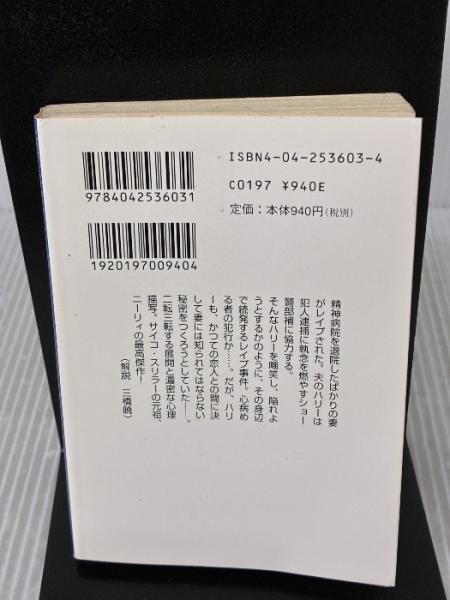 ISBN4-04-253603-4
C0197 ¥940E
定価：本体940円(税別)
9784042536031
1920197009404
精神病院を退院したばかりの妻
がレイプされた。夫のハリーは
犯人逮捕に執念を燃やすショー
警部補に協力する。
そんなハリーを嘲笑し、陥れよ
うとするかのように、その身辺
で続発するレイプ事件。心病め
る者の犯行か……。だが、ハリ
ーも、かつての恋人との間に決
して妻には知られてはならない
秘密をつくろうとしていた――。
二転三転する展開と濃密な心理
描写。サイコ・スリラーの元祖、
ニーリィの最高傑作！
（解説　三橋曉）